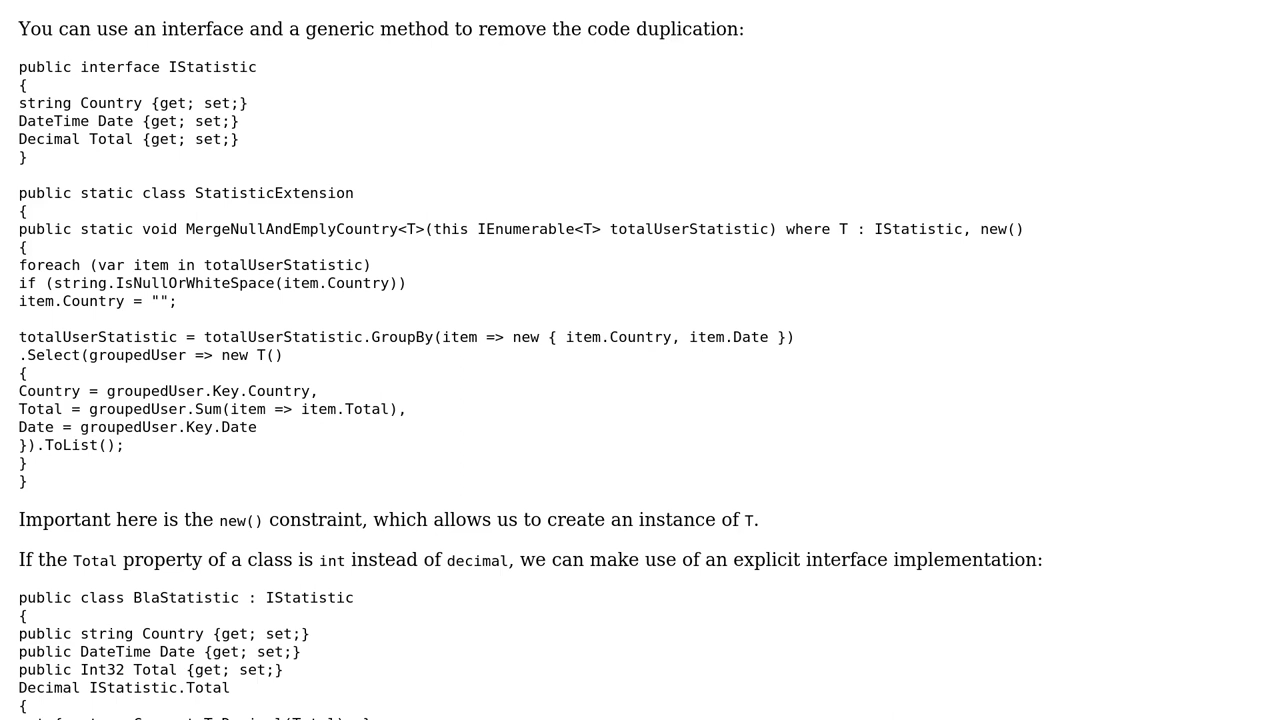 You can use an interface and a generic method to remove the code duplication:
public interface IStatistic
{
string Country {get; set;}
DateTime Date {get; set;}
Decimal Total {get; set;}
}
public static class StatisticExtension
{
public static void MergeNullAndEmplyCountry<T>(this IEnumerable<T> totalUserStatistic) where T : IStatistic, new()
{
foreach (var item in totalUserStatistic)
if (string.IsNullOrWhiteSpace(item.Country))
item.Country = "";
totalUserStatistic = totalUserStatistic.GroupBy(item => new { item.Country, item.Date })
.Select(groupedUser => new T()
{
Country = groupedUser.Key.Country,
Total = groupedUser.Sum(item => item.Total),
Date = groupedUser.Key.Date
}).ToList();
}
}
Important here is the new() constraint, which allows us to create an instance of T.
If the Total property of a class is int instead of decimal, we can make use of an explicit interface implementation:
public class BlaStatistic : IStatistic
{
public string Country {get; set;}
public DateTime Date {get; set;}
public Int32 Total {get; set;}
Decimal IStatistic.Total
{